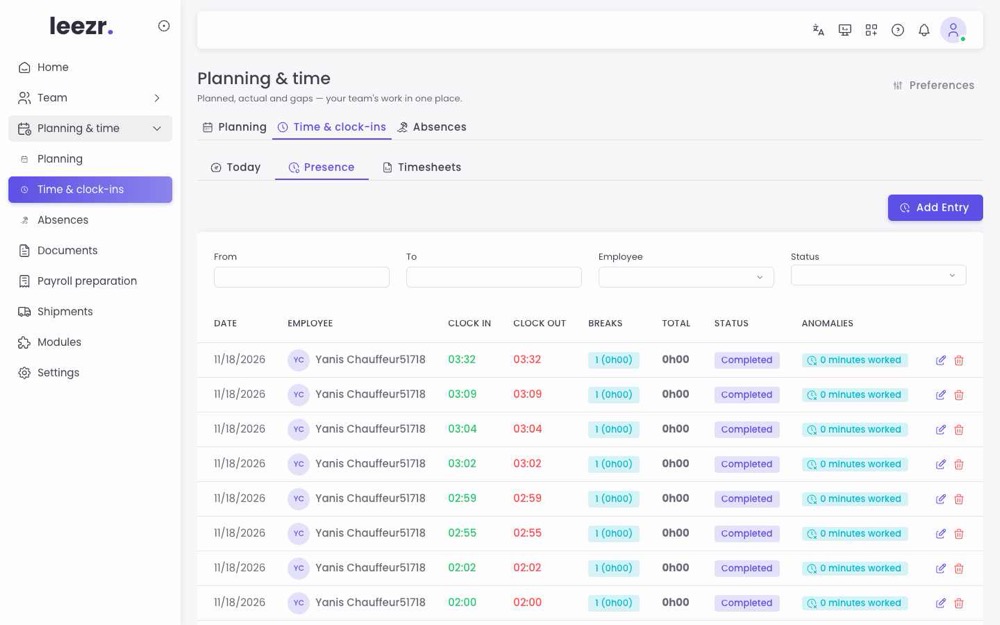 leezr.
Home
Team
Planning & time
Planning
Time & clock-ins
Absences
Documents
Payroll preparation
Shipments
Modules
Settings
Planning & time
Planned, actual and gaps — your team's work in one place.
Preferences
Planning Time & clock-ins Absences
Today Presence Timesheets
Add Entry
From To Employee Status
DATE EMPLOYEE CLOCK IN CLOCK OUT BREAKS TOTAL STATUS ANOMALIES
11/18/2026 YC Yanis Chauffeur51718 03:32 03:32 1 (0h00) 0h00 Completed 0 minutes worked
11/18/2026 YC Yanis Chauffeur51718 03:09 03:09 1 (0h00) 0h00 Completed 0 minutes worked
11/18/2026 YC Yanis Chauffeur51718 03:04 03:04 1 (0h00) 0h00 Completed 0 minutes worked
11/18/2026 YC Yanis Chauffeur51718 03:02 03:02 1 (0h00) 0h00 Completed 0 minutes worked
11/18/2026 YC Yanis Chauffeur51718 02:59 02:59 1 (0h00) 0h00 Completed 0 minutes worked
11/18/2026 YC Yanis Chauffeur51718 02:55 02:55 1 (0h00) 0h00 Completed 0 minutes worked
11/18/2026 YC Yanis Chauffeur51718 02:02 02:02 1 (0h00) 0h00 Completed 0 minutes worked
11/18/2026 YC Yanis Chauffeur51718 02:00 02:00 1 (0h00) 0h00 Completed 0 minutes worked